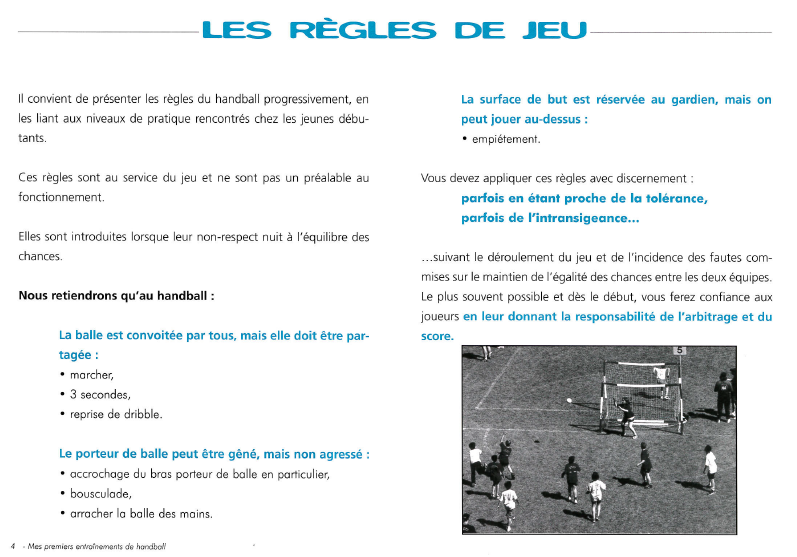 LES RÈGLES DE JEU
Il convient de présenter les règles du handball progressivement, en
les liant aux niveaux de pratique rencontrés chez les jeunes débu-
tants.
Ces règles sont au service du jeu et ne sont pas un préalable au
fonctionnement.
Elles sont introduites lorsque leur non-respect nuit à l'équilibre des
chances.
Nous retiendrons qu'au handball :
La balle est convoitée par tous, mais elle doit être par-
tagée :
• marcher,
• 3 secondes,
• reprise de dribble.
Le porteur de balle peut être gêné, mais non agressé :
• accrochage du bras porteur de balle en particulier,
• bousculade,
• arracher la balle des mains.
4 - Mes premiers entraînements de handball
La surface de but est réservée au gardien, mais on
peut jouer au-dessus :
• empiétement.
Vous devez appliquer ces règles avec discernement :
parfois en étant proche de la tolérance,
parfois de l'intransigeance...
...suivant le déroulement du jeu et de l'incidence des fautes com-
mises sur le maintien de l'égalité des chances entre les deux équipes.
Le plus souvent possible et dès le début, vous ferez confiance aux
joueurs en leur donnant la responsabilité de l'arbitrage et du
score.
5